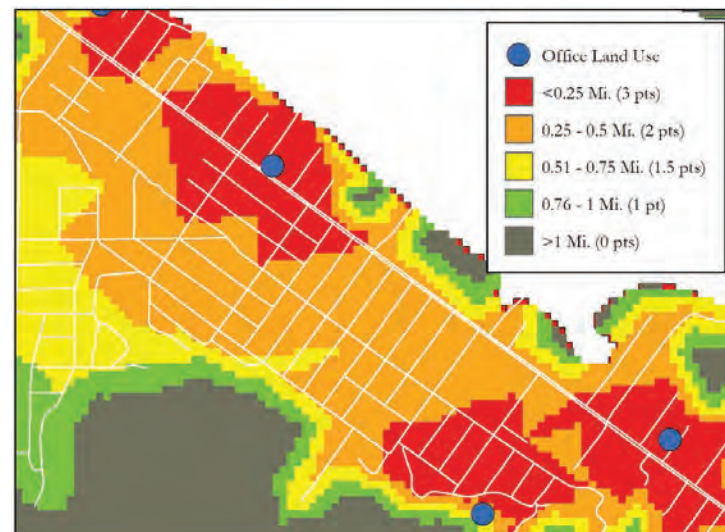 Office Land Use
<0.25 Mi. (3 pts)
0.25 - 0.5 Mi. (2 pts)
0.51 - 0.75 Mi. (1.5 pts)
0.76 - 1 Mi. (1 pt)
>1 Mi. (0 pts)